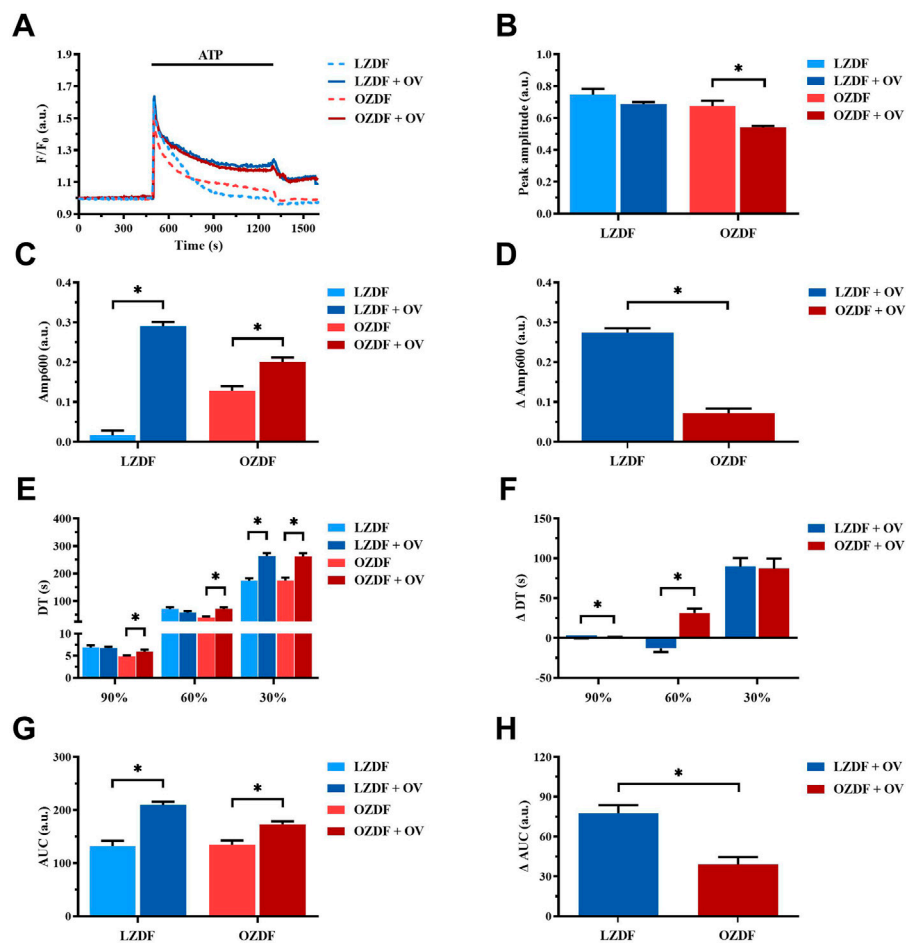 A
ATP
F/F0 (a.u.)
1.9
1.7
1.5
1.3
1.1
0.9
0 300 600 900 1200 1500
Time (s)
LZDF
LZDF + OV
OZDF
OZDF + OV
B
Peak amplitude (a.u.)
1.0
0.8
0.6
0.4
0.2
0.0
*
LZDF OZDF
LZDF
LZDF + OV
OZDF
OZDF + OV
C
Amp600 (a.u.)
0.4
0.3
0.2
0.1
0.0
* *
LZDF OZDF
LZDF
LZDF + OV
OZDF
OZDF + OV
D
Δ Amp600 (a.u.)
0.4
0.3
0.2
0.1
0.0
*
LZDF OZDF
LZDF + OV
OZDF + OV
E
DT (s)
400
300
200
100
10
5
0
* * * *
90% 60% 30%
LZDF
LZDF + OV
OZDF
OZDF + OV
F
Δ DT (s)
150
100
50
0
-50
* *
90% 60% 30%
LZDF + OV
OZDF + OV
G
AUC (a.u.)
300
200
100
0
* *
LZDF OZDF
LZDF
LZDF + OV
OZDF
OZDF + OV
H
Δ AUC (a.u.)
120
90
60
30
0
*
LZDF OZDF
LZDF + OV
OZDF + OV